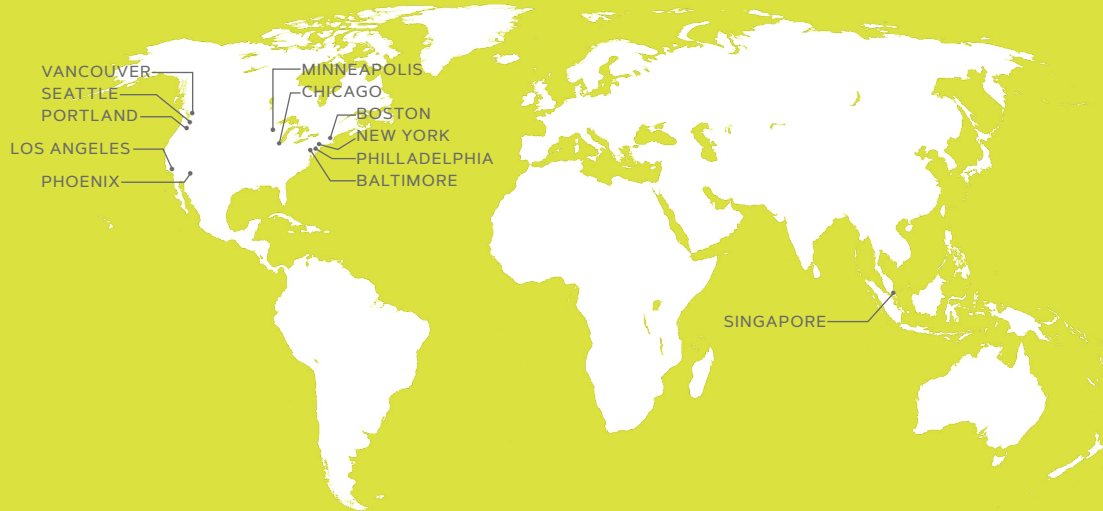 VANCOUVER
SEATTLE
PORTLAND
LOS ANGELES
PHOENIX
MINNEAPOLIS
CHICAGO
BOSTON
NEW YORK
PHILLADELPHIA
BALTIMORE
SINGAPORE